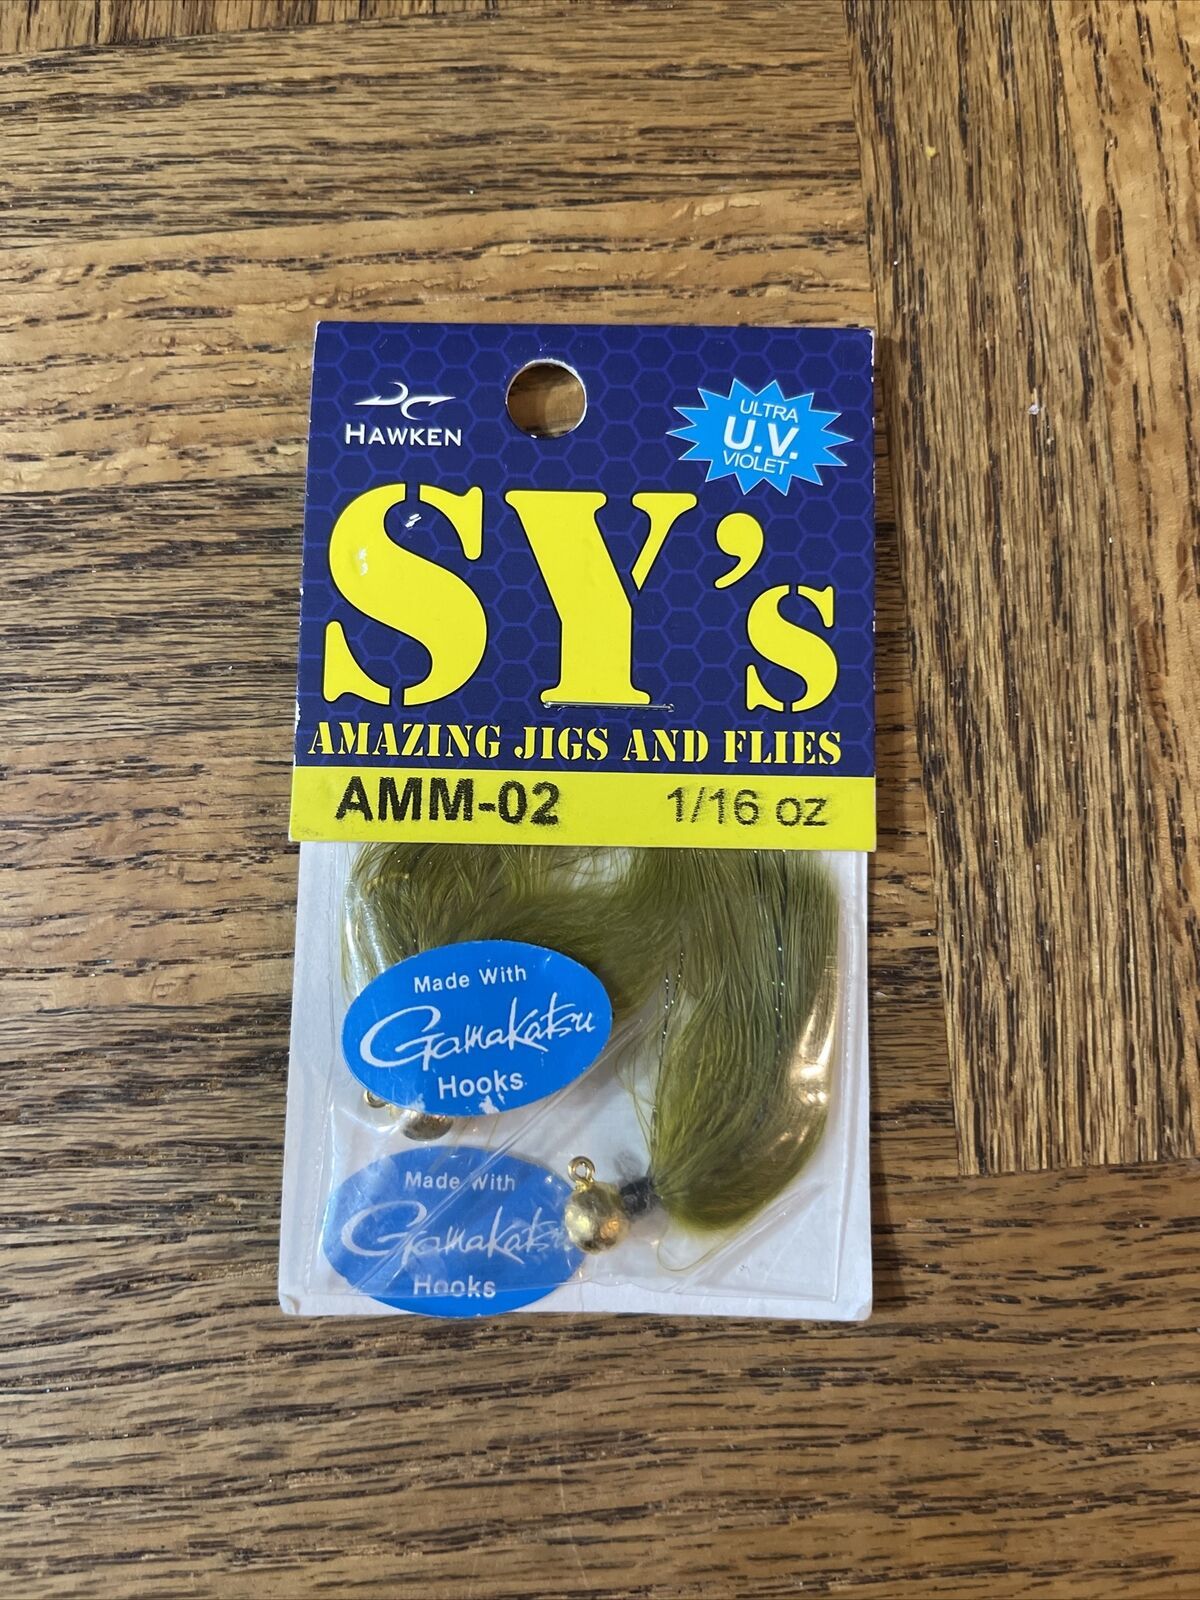 HAWKEN
ULTRA
U.V.
VIOLET
SY's
AMAZING JIGS AND FLIES
AMM-02 1/16 oz
Made With
Gamakatsu
Hooks
Made With
Gamakatsu
Hooks